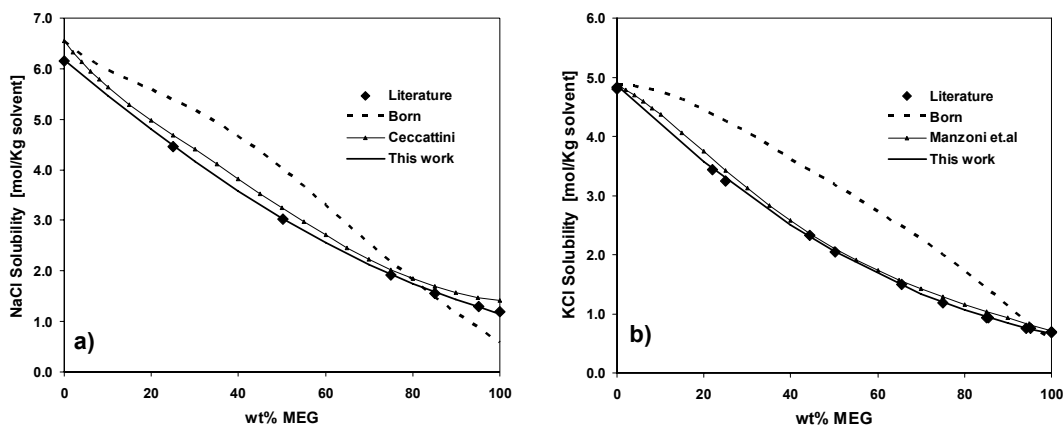 7.0
6.0
5.0
4.0
3.0
2.0
1.0
0.0
NaCl Solubility [mol/Kg solvent]
Literature
Born
Ceccattini
This work
a)
0 20 40 60 80 100
wt% MEG
6.0
5.0
4.0
3.0
2.0
1.0
0.0
KCl Solubility [mol/Kg solvent]
Literature
Born
Manzoni et.al
This work
b)
0 20 40 60 80 100
wt% MEG